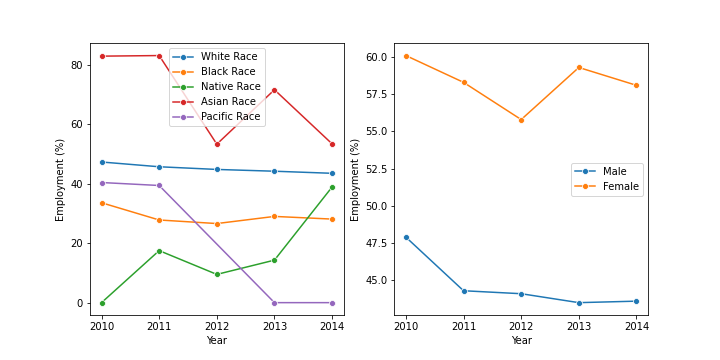 80
60
40
20
0
Employment (%)
2010 2011 2012 2013 2014
Year
White Race
Black Race
Native Race
Asian Race
Pacific Race
60.0
57.5
55.0
52.5
50.0
47.5
45.0
Employment (%)
2010 2011 2012 2013 2014
Year
Male
Female